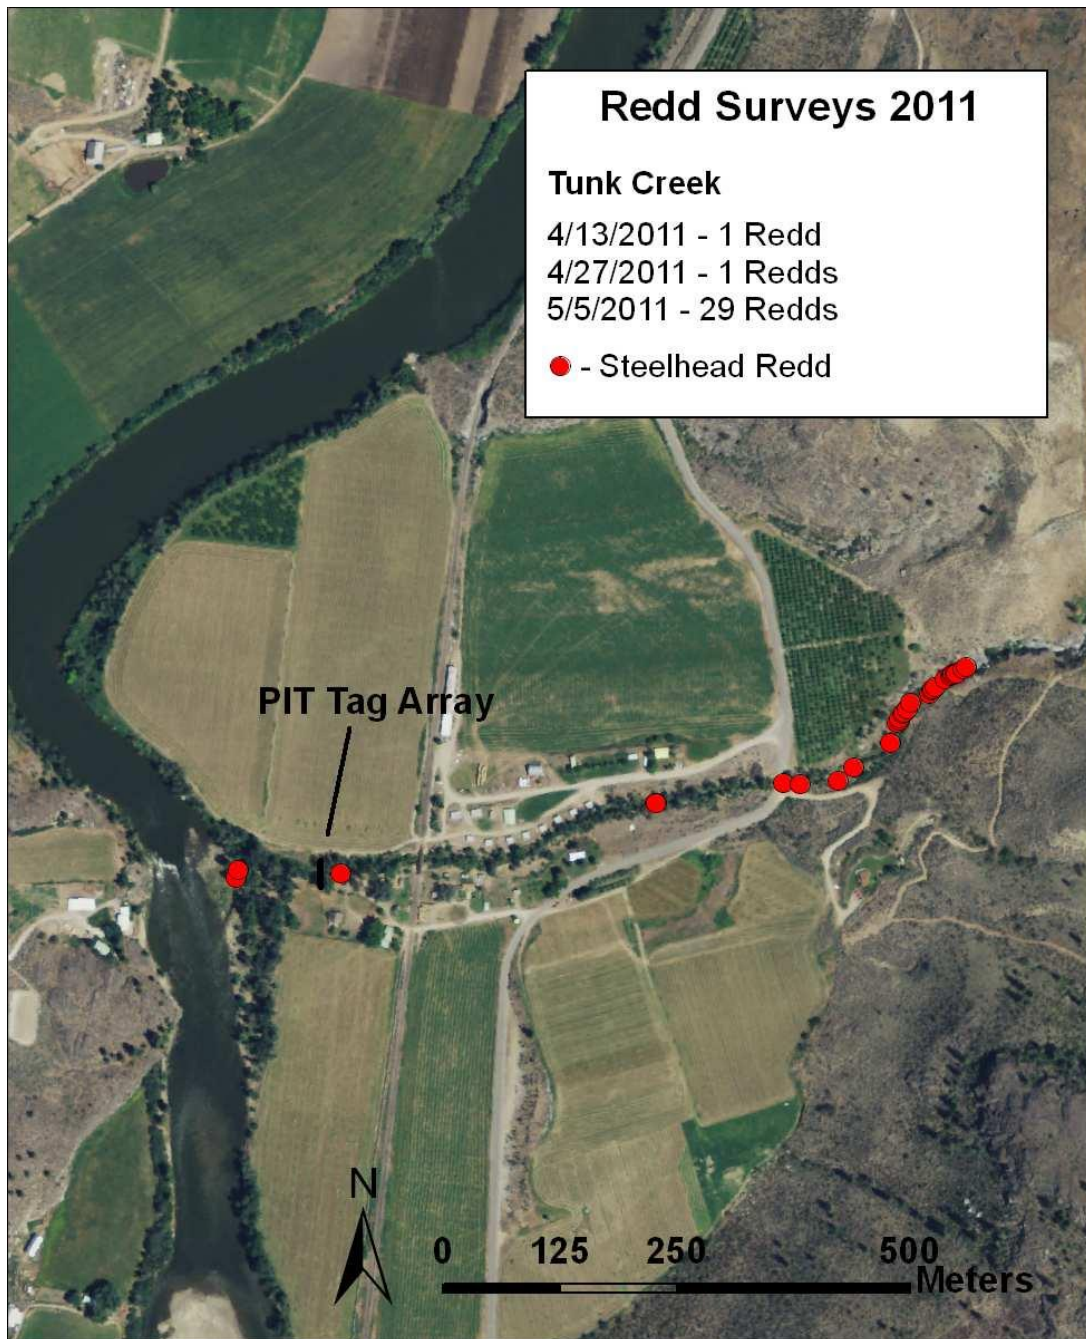 Redd Surveys 2011
Tunk Creek
4/13/2011 - 1 Redd
4/27/2011 - 1 Redds
5/5/2011 - 29 Redds
- Steelhead Redd
PIT Tag Array
N
0 125 250 500
Meters